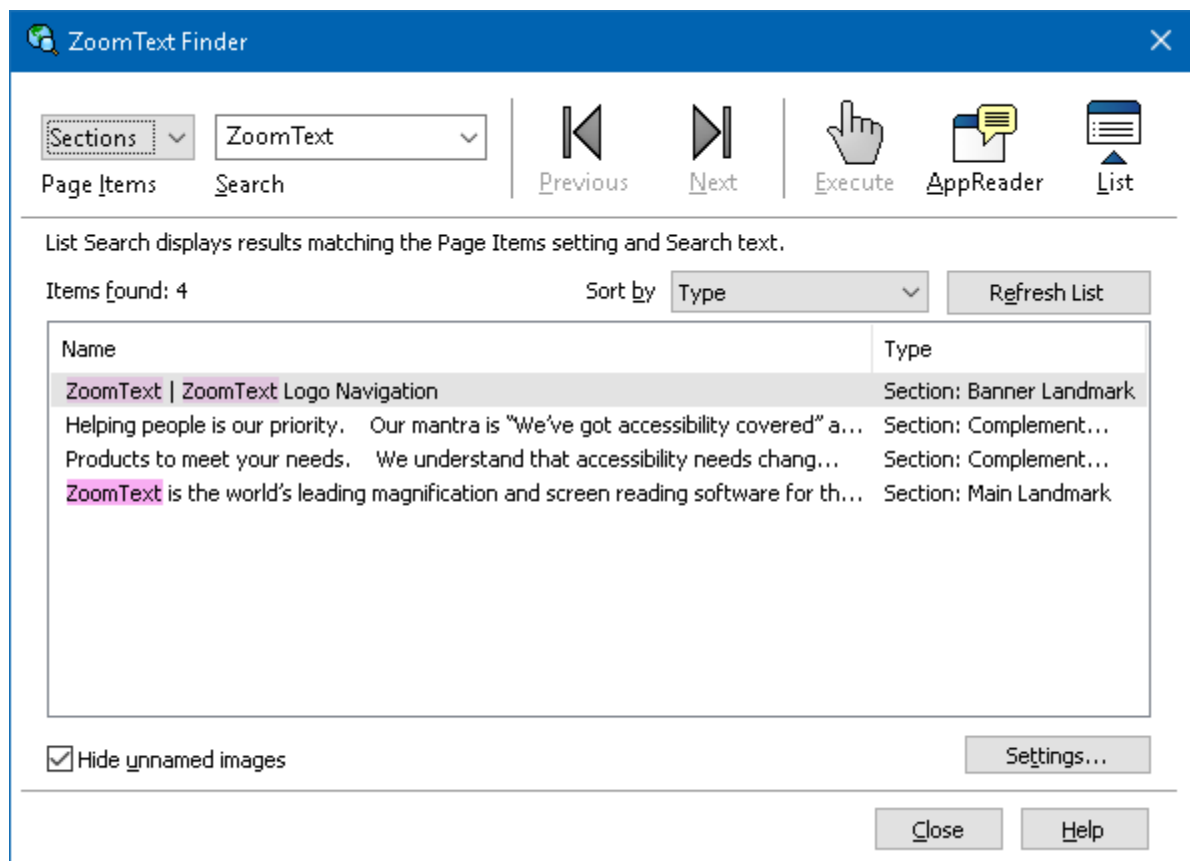 ZoomText Finder
Sections ZoomText
Page Items Search Previous Next Execute AppReader List
List Search displays results matching the Page Items setting and Search text.
Items found: 4 Sort by Type Refresh List
Name Type
ZoomText | ZoomText Logo Navigation Section: Banner Landmark
Helping people is our priority. Our mantra is “We’ve got accessibility covered” a... Section: Complement...
Products to meet your needs. We understand that accessibility needs chang... Section: Complement...
ZoomText is the world’s leading magnification and screen reading software for th... Section: Main Landmark
Hide unnamed images Settings...
Close Help